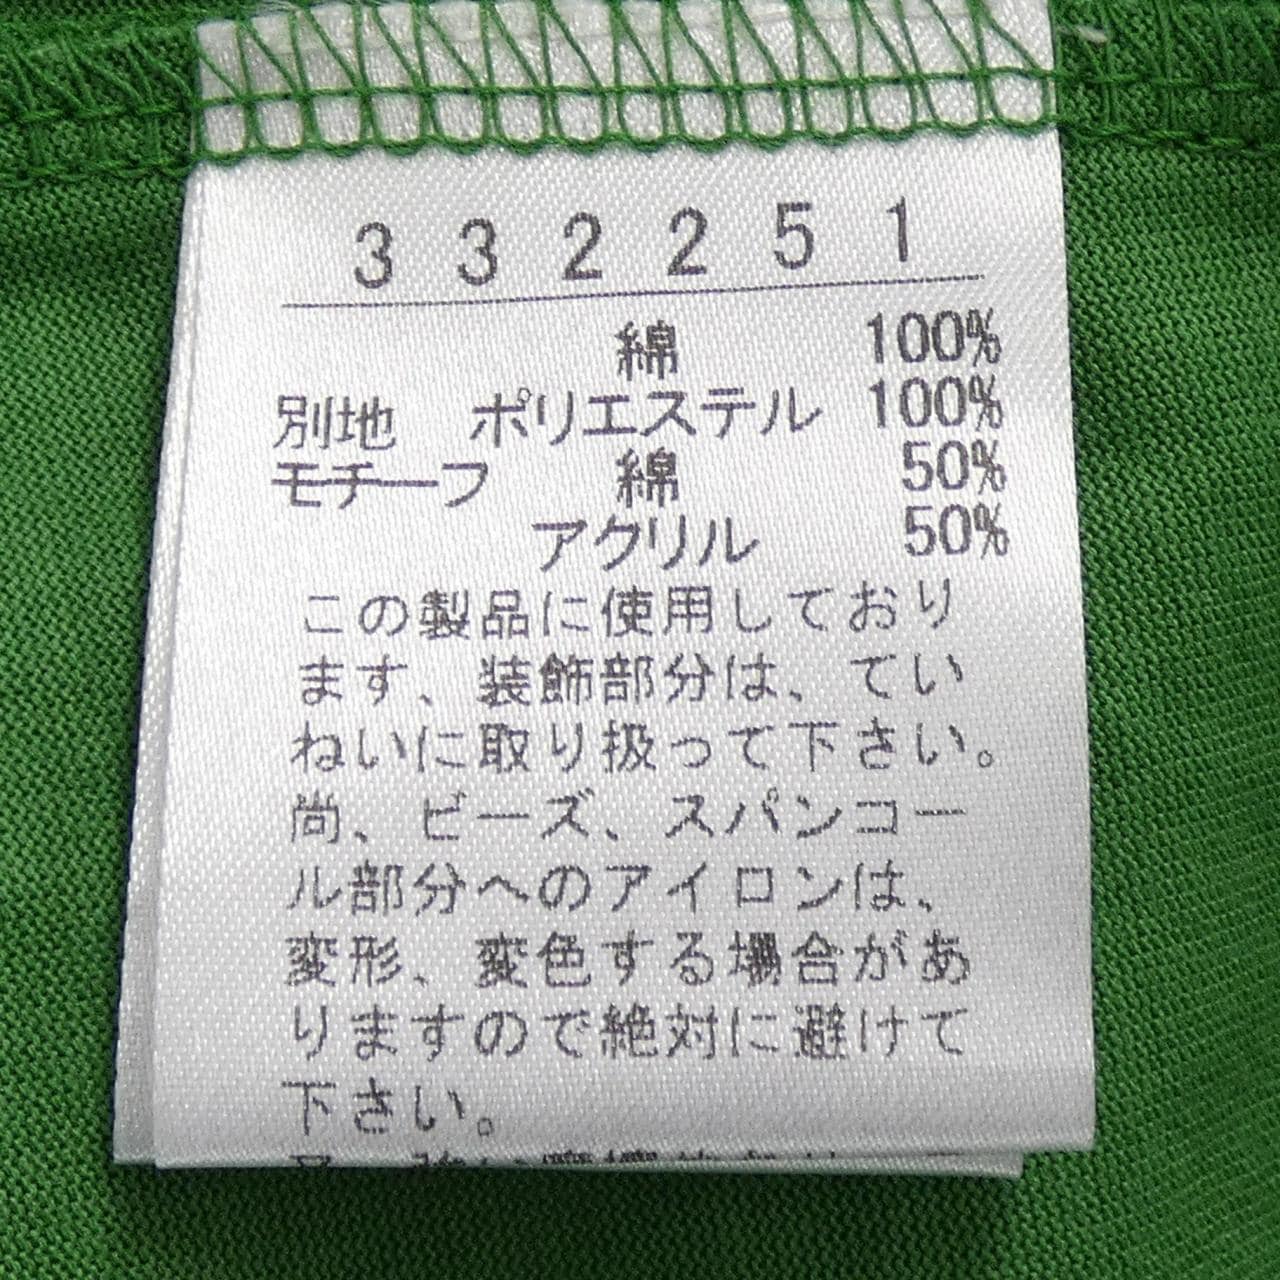 332251
綿 100%
別地 ポリエステル 100%
モチーフ 綿 50%
アクリル 50%
この製品に使用しており
ます、装飾部分は、てい
ねいに取り扱って下さい。
尚、ビーズ、スパンコー
ル部分へのアイロンは、
変形、変色する場合があ
りますので絶対に避けて
下さい。